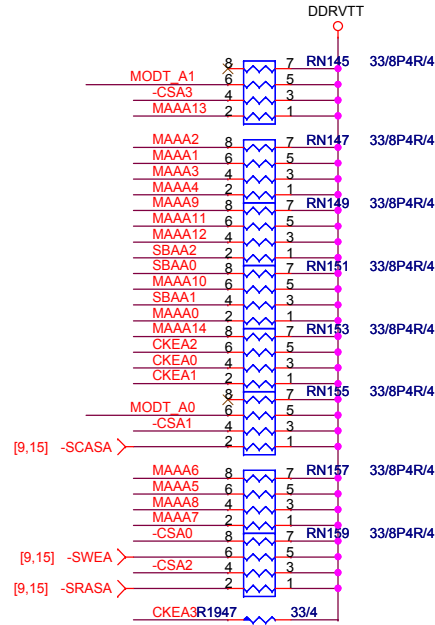 DDRVTT
8 7 RN145 33/8P4R/4
MODT_A1 6 5
-CSA3 4 3
MAAA13 2 1
MAAA2 8 7 RN147 33/8P4R/4
MAAA1 6 5
MAAA3 4 3
MAAA4 2 1
MAAA9 8 7 RN149 33/8P4R/4
MAAA11 6 5
MAAA12 4 3
SBAA2 2 1
SBAA0 8 7 RN151 33/8P4R/4
MAAA10 6 5
SBAA1 4 3
MAAA0 2 1
MAAA14 8 7 RN153 33/8P4R/4
CKEA2 6 5
CKEA0 4 3
CKEA1 2 1
8 7 RN155 33/8P4R/4
MODT_A0 6 5
-CSA1 4 3
[9,15] -SCASA 2 1
MAAA6 8 7 RN157 33/8P4R/4
MAAA5 6 5
MAAA8 4 3
MAAA7 2 1
-CSA0 8 7 RN159 33/8P4R/4
[9,15] -SWEA 6 5
-CSA2 4 3
[9,15] -SRASA 2 1
CKEA3 R1947 33/4